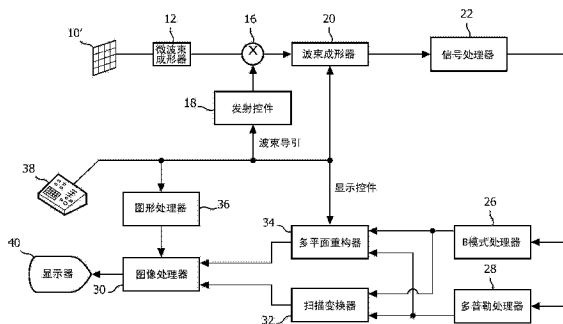 10'
12
微波束
成形器
16
X
20
波束成形器
22
信号处理器
18
发射控件
波束导引
38
显示控件
图形处理器
36
34
多平面重构器
26
B模式处理器
40
显示器
图像处理器
30
扫描变换器
32
28
多普勒处理器